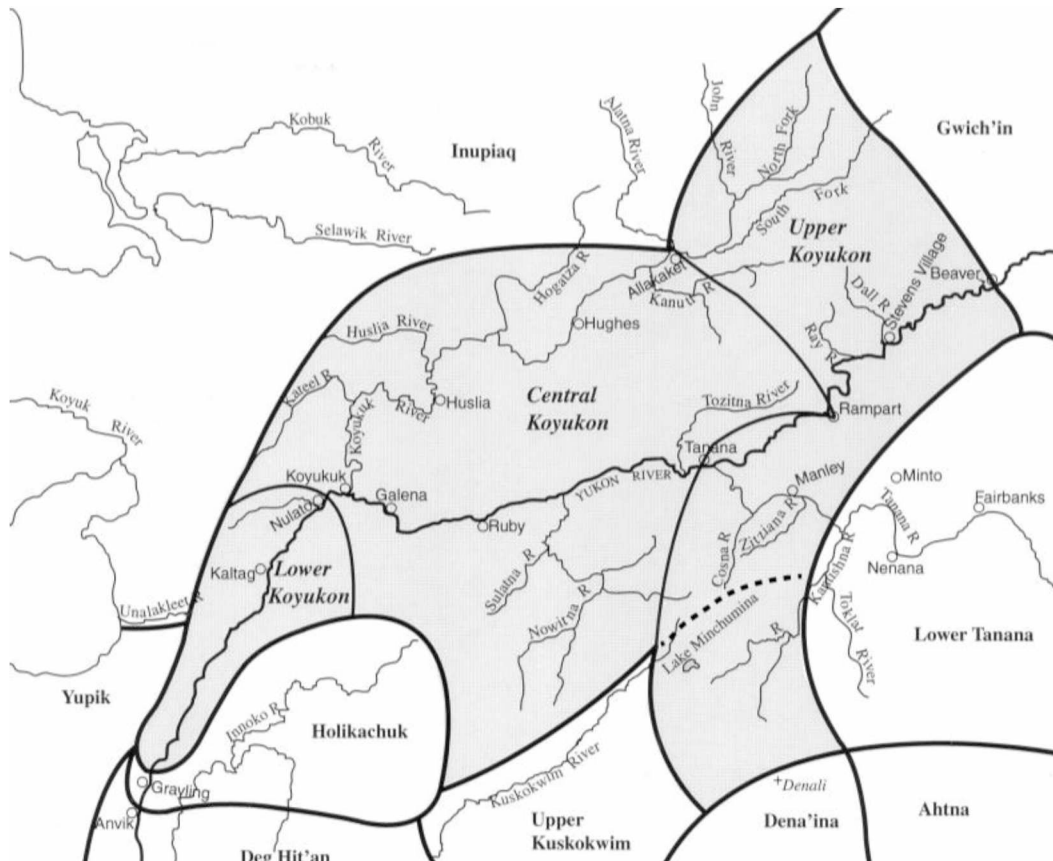 Kobuk
River
Inupiaq
Alatna River
John
River
North Fork
South
Fork
Gwich'in
Selawik River
Upper
Koyukon
Hogatza R
Allakaket
Kanuti R
Hughes
Dall R
Stevens Village
Beaver
Ray R
Huslia River
Kateel R
Koyukuk
River
Huslia
Central
Koyukon
Tozitna River
Rampart
Koyuk
River
Koyukuk
Nulato
Galena
Ruby
YUKON RIVER
Tanana
Manley
Minto
Tanana R
Fairbanks
Kaltag
Lower
Koyukon
Sulatna R
Nowitna R
Cosna R
Zitziana R
Kantishna R
Nenana
Toklat
River
Unalakleet R
Lake Minchumina
R
Lower Tanana
Yupik
Innoko R
Holikachuk
Grayling
Anvik
Kuskokwim River
Upper
Kuskokwim
+Denali
Dena'ina
Ahtna
Deg Hit'an